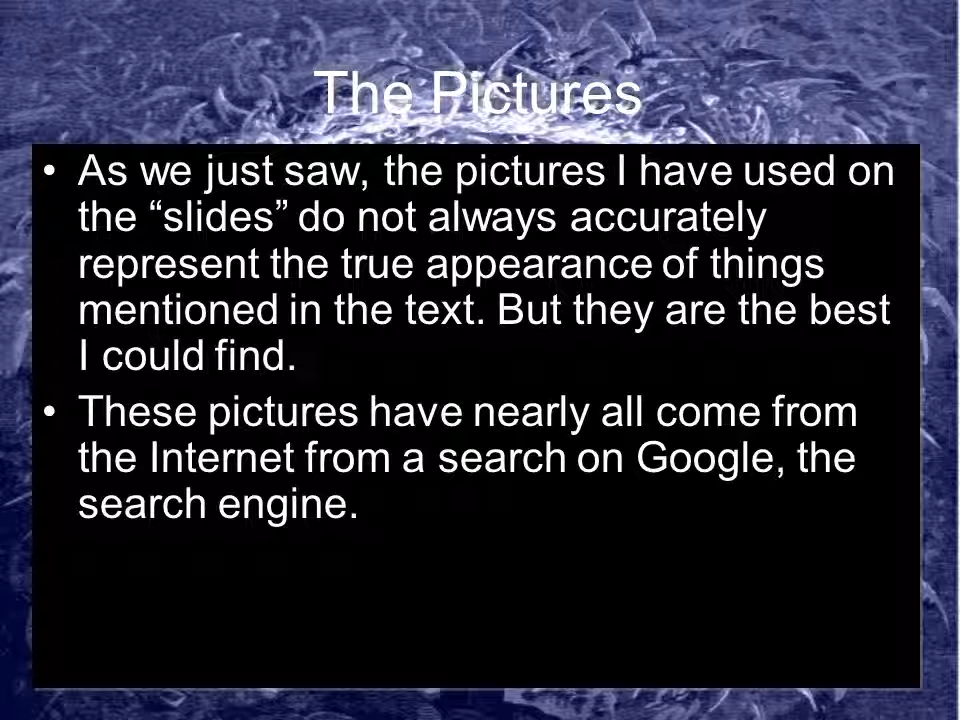 The Pictures
• As we just saw, the pictures I have used on
the “slides” do not always accurately
represent the true appearance of things
mentioned in the text. But they are the best
I could find.
• These pictures have nearly all come from
the Internet from a search on Google, the
search engine.